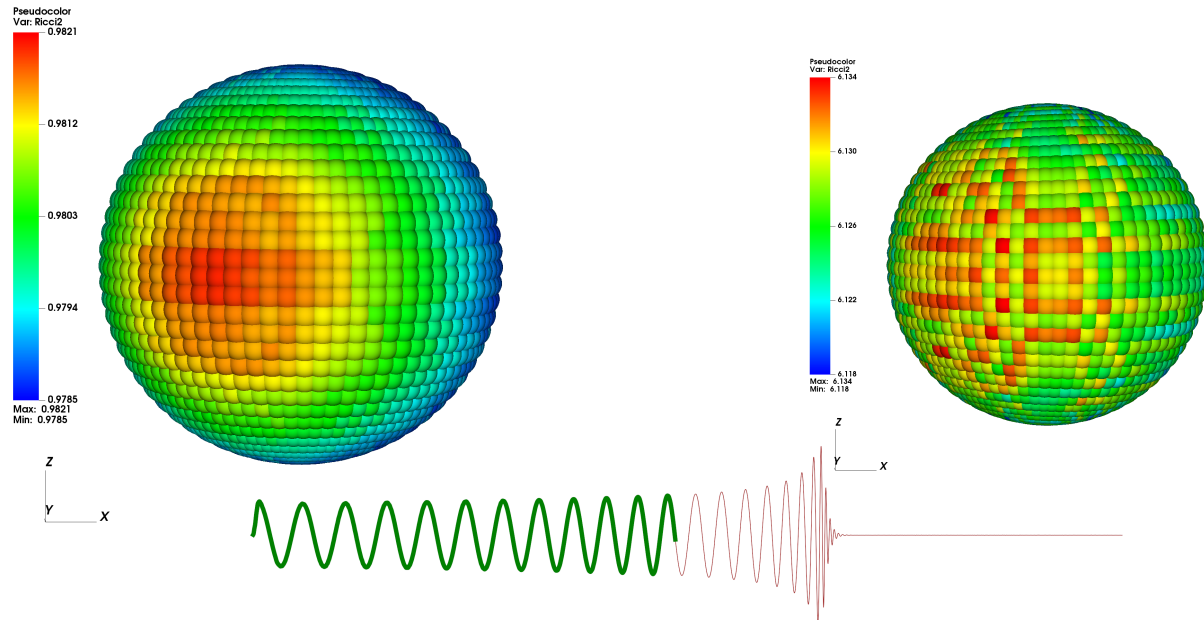 Pseudocolor
Var: Ricci2
0.9821
0.9812
0.9803
0.9794
0.9785
Max: 0.9821
Min: 0.9785
Z
Y
X
Pseudocolor
Var: Ricci2
6.134
6.130
6.126
6.122
6.118
Max: 6.134
Min: 6.118
Z
Y
X